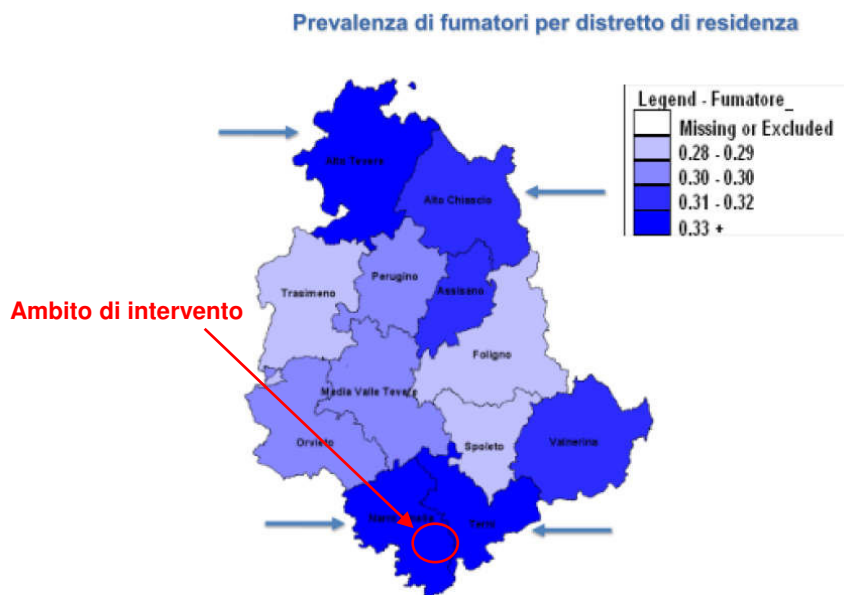 Prevalenza di fumatori per distretto di residenza
Legend - Fumatore_
Missing or Excluded
0.28 - 0.29
0.30 - 0.30
0.31 - 0.32
0.33 +
Alto Tevere
Alto Chiascio
Perugino
Trasimeno
Assisano
Ambito di intervento
Foligno
Media Valle Tevere
Orvieto
Spoleto
Valnerina
Terni